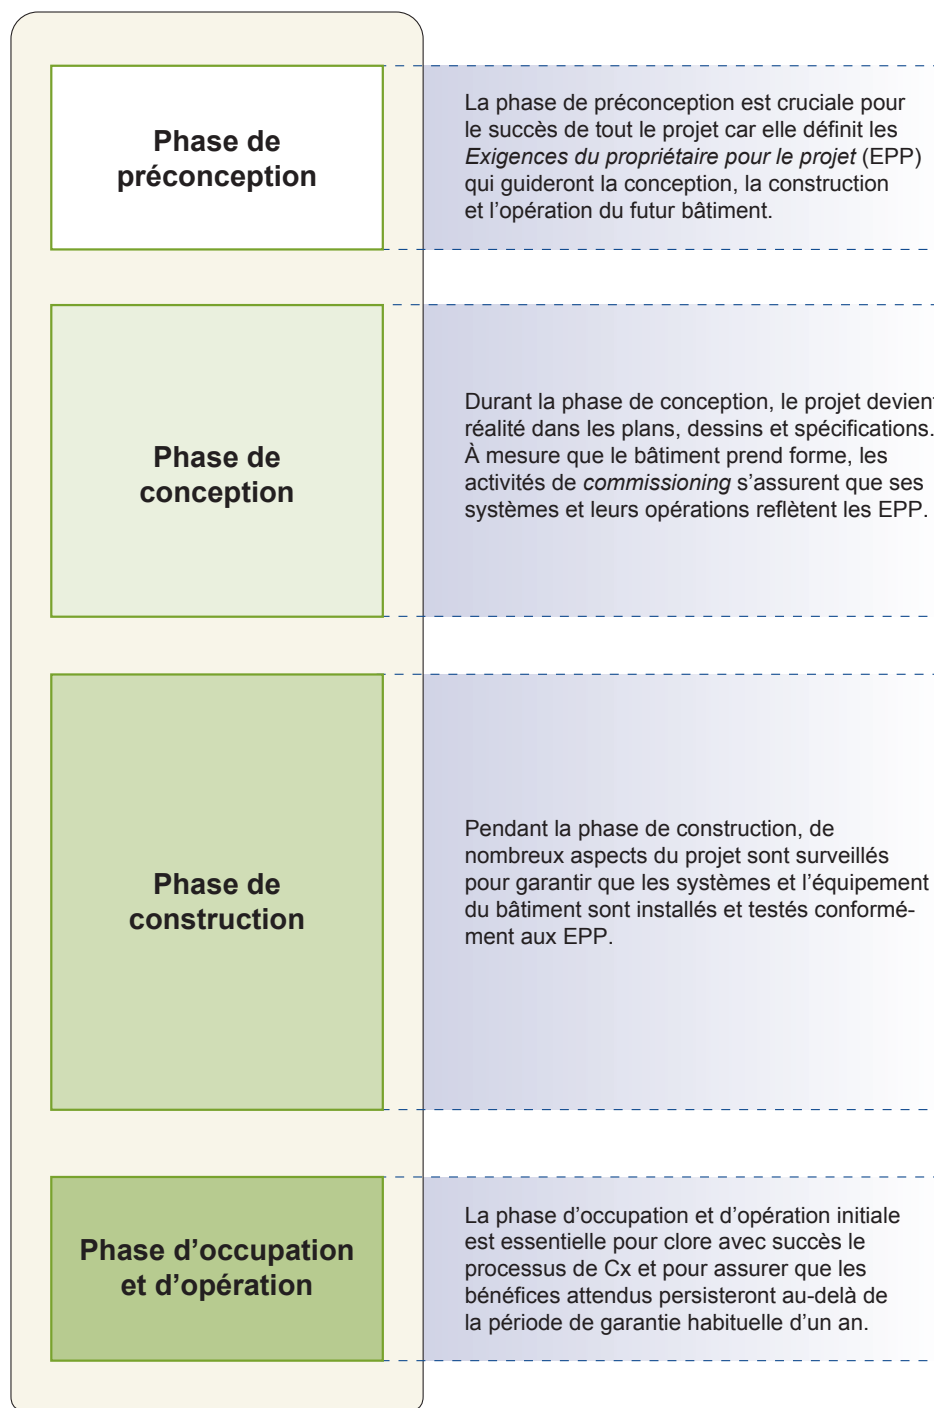 Phase de
préconception
La phase de préconception est cruciale pour
le succès de tout le projet car elle définit les
Exigences du propriétaire pour le projet (EPP)
qui guideront la conception, la construction
et l’opération du futur bâtiment.
Phase de
conception
Durant la phase de conception, le projet devient
réalité dans les plans, dessins et spécifications.
À mesure que le bâtiment prend forme, les
activités de commissioning s’assurent que ses
systèmes et leurs opérations reflètent les EPP.
Phase de
construction
Pendant la phase de construction, de
nombreux aspects du projet sont surveillés
pour garantir que les systèmes et l’équipement
du bâtiment sont installés et testés conformé-
ment aux EPP.
Phase d’occupation
et d’opération
La phase d’occupation et d’opération initiale
est essentielle pour clore avec succès le
processus de Cx et pour assurer que les
bénéfices attendus persisteront au-delà de
la période de garantie habituelle d’un an.